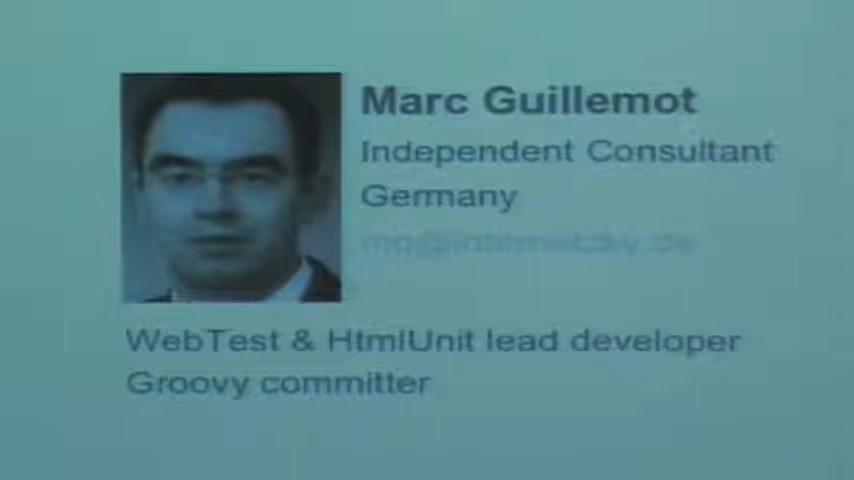 Marc Guillemot
Independent Consultant
Germany
WebTest & HtmlUnit lead developer
Groovy committer